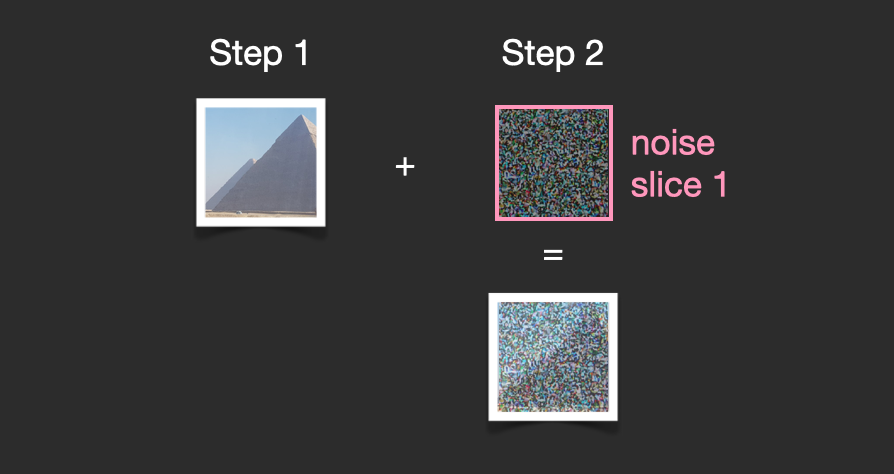 Step 1
Step 2
+
noise
slice 1
=